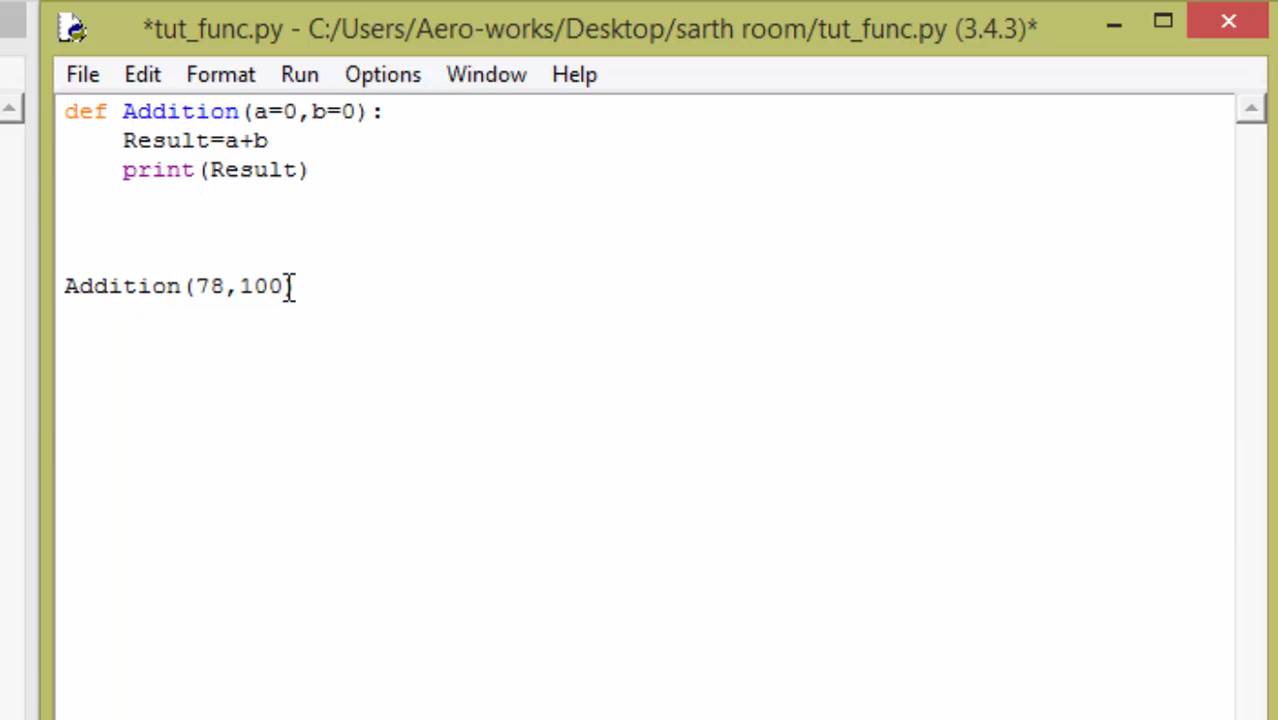 *tut_func.py - C:/Users/Aero-works/Desktop/sarth room/tut_func.py (3.4.3)*
File Edit Format Run Options Window Help
def Addition(a=0,b=0):
    Result=a+b
    print(Result)
Addition(78,100)